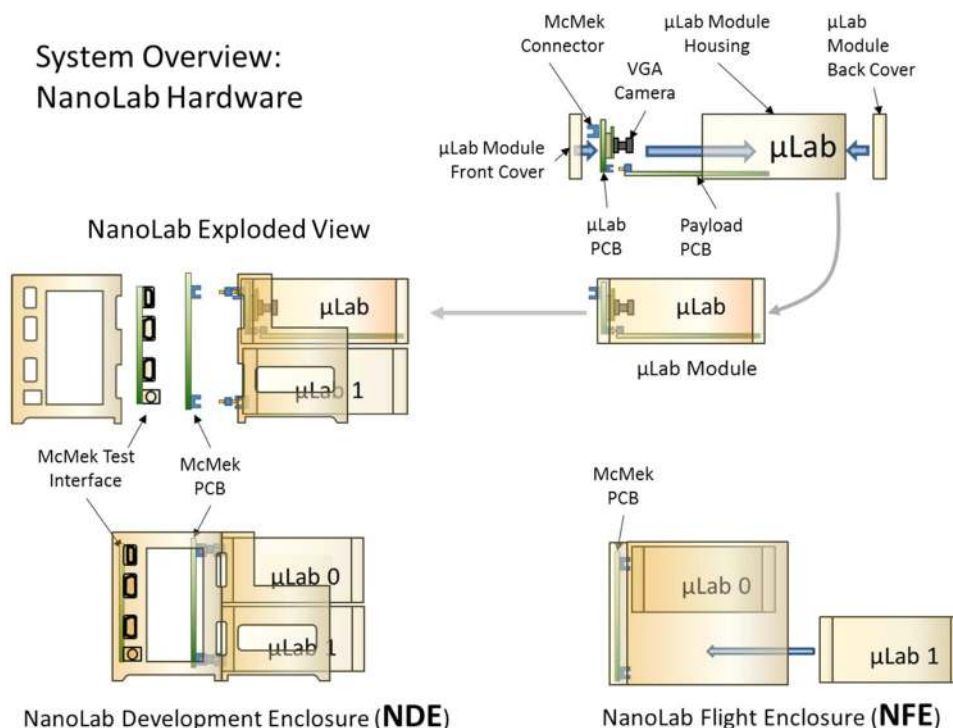 System Overview:
NanoLab Hardware
McMek
Connector
VGA
Camera
µLab Module
Housing
µLab
Module
Back Cover
µLab Module
Front Cover
µLab
µLab
PCB
Payload
PCB
NanoLab Exploded View
µLab
µLab 1
µLab
µLab Module
McMek Test
Interface
McMek
PCB
McMek
PCB
µLab 0
µLab 1
µLab 0
µLab 1
NanoLab Development Enclosure (NDE)
NanoLab Flight Enclosure (NFE)